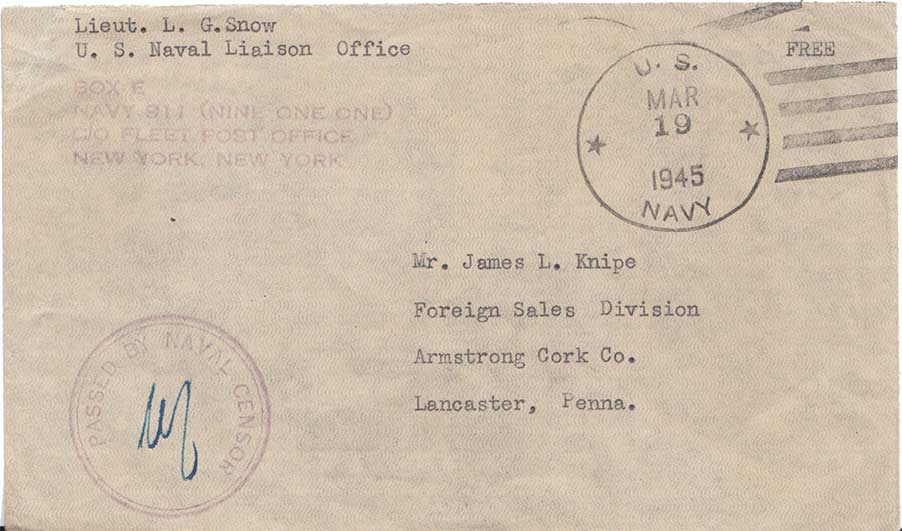 Lieut. L. G.Snow
U. S. Naval Liaison Office
BOX E
NAVY 911 (NINE ONE ONE)
C/O FLEET POST OFFICE
NEW YORK, NEW YORK
U. S.
MAR
19
1945
NAVY
FREE
Mr. James L. Knipe
Foreign Sales Division
Armstrong Cork Co.
Lancaster, Penna.
PASSED BY NAVAL CENSOR